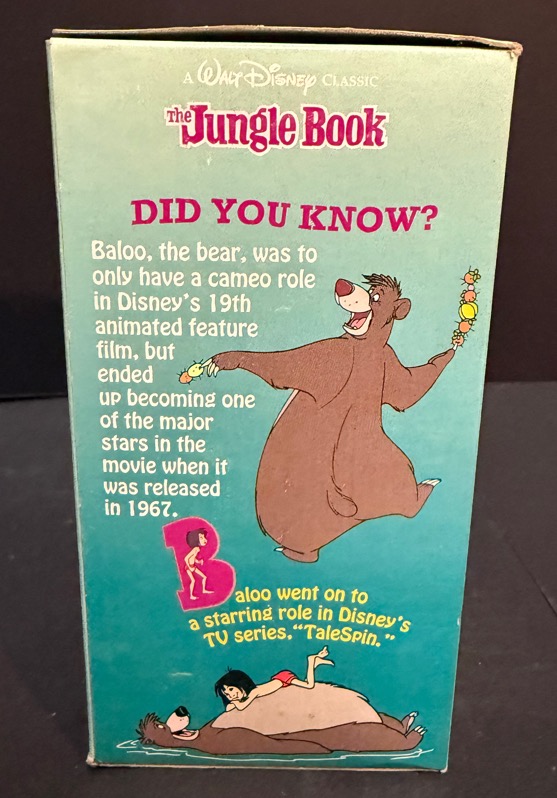 A WALT DISNEY CLASSIC
The Jungle Book
DID YOU KNOW?
Baloo, the bear, was to
only have a cameo role
in Disney's 19th
animated feature
film, but
ended
up becoming one
of the major
stars in the
movie when it
was released
in 1967.
Baloo went on to
a starring role in Disney's
TV series, "TaleSpin."